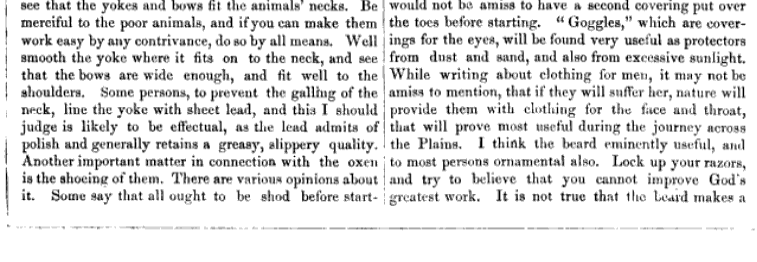 see that the yokes and bows fit the animals' necks. Be
merciful to the poor animals, and if you can make them
work easy by any contrivance, do so by all means. Well
smooth the yoke where it fits on to the neck, and see
that the bows are wide enough, and fit well to the
shoulders. Some persons, to prevent the galling of the
neck, line the yoke with sheet lead, and this I should
judge is likely to be effectual, as the lead admits of
polish and generally retains a greasy, slippery quality.
Another important matter in connection with the oxen
is the shoeing of them. There are various opinions about
it. Some say that all ought to be shod before start-
would not be amiss to have a second covering put over
the toes before starting. "Goggles," which are cover-
ings for the eyes, will be found very useful as protectors
from dust and sand, and also from excessive sunlight.
While writing about clothing for men, it may not be
amiss to mention, that if they will suffer her, nature will
provide them with clothing for the face and throat,
that will prove most useful during the journey across
the Plains. I think the beard eminently useful, and
to most persons ornamental also. Lock up your razors,
and try to believe that you cannot improve God's
greatest work. It is not true that the beard makes a